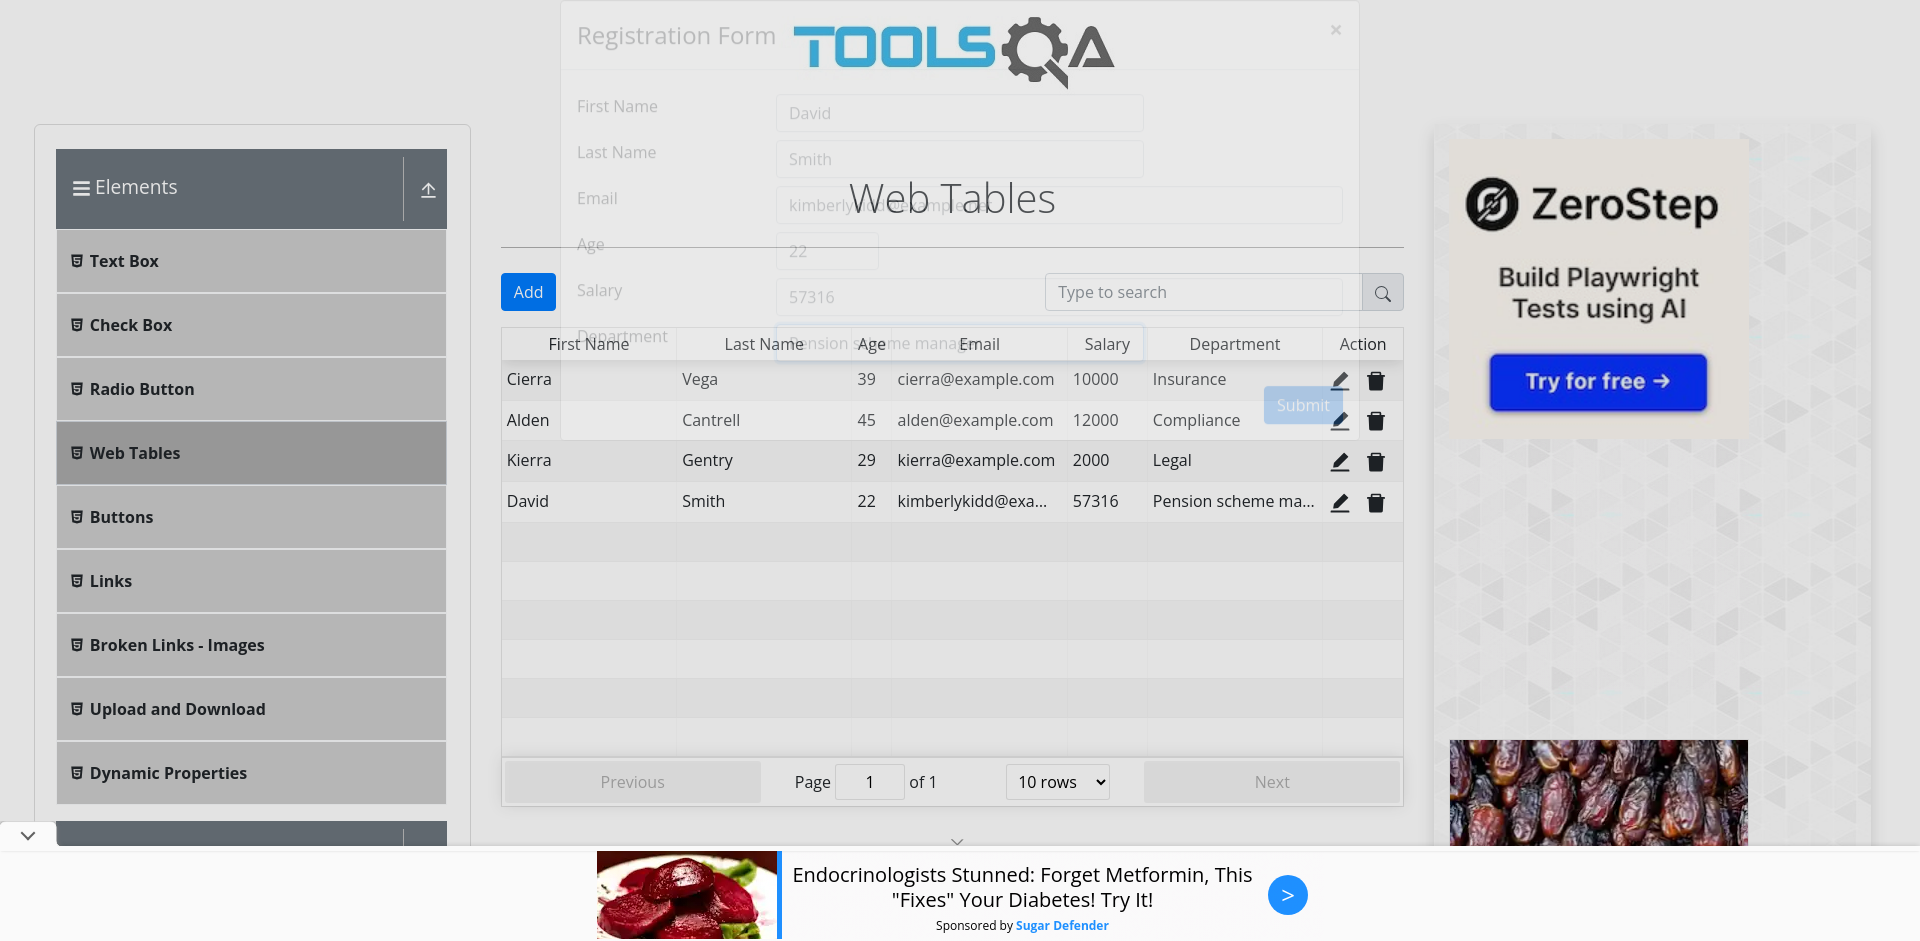 Registration Form
×
TOOLSQA
First Name
David
Last Name
Smith
Email
Web Tables
Age
22
Salary
57316
Department
Elements
Text Box
Check Box
Radio Button
Web Tables
Buttons
Links
Broken Links - Images
Upload and Download
Dynamic Properties
Add
Type to search
First Name Last Name Age Email Salary Department Action
Cierra Vega 39 cierra@example.com 10000 Insurance
Submit
Alden Cantrell 45 alden@example.com 12000 Compliance
Kierra Gentry 29 kierra@example.com 2000 Legal
David Smith 22 kimberlykidd@exa... 57316 Pension scheme ma...
Previous Page 1 of 1 10 rows Next
ZeroStep
Build Playwright
Tests using AI
Try for free →
Endocrinologists Stunned: Forget Metformin, This
"Fixes" Your Diabetes! Try It!
Sponsored by Sugar Defender
>